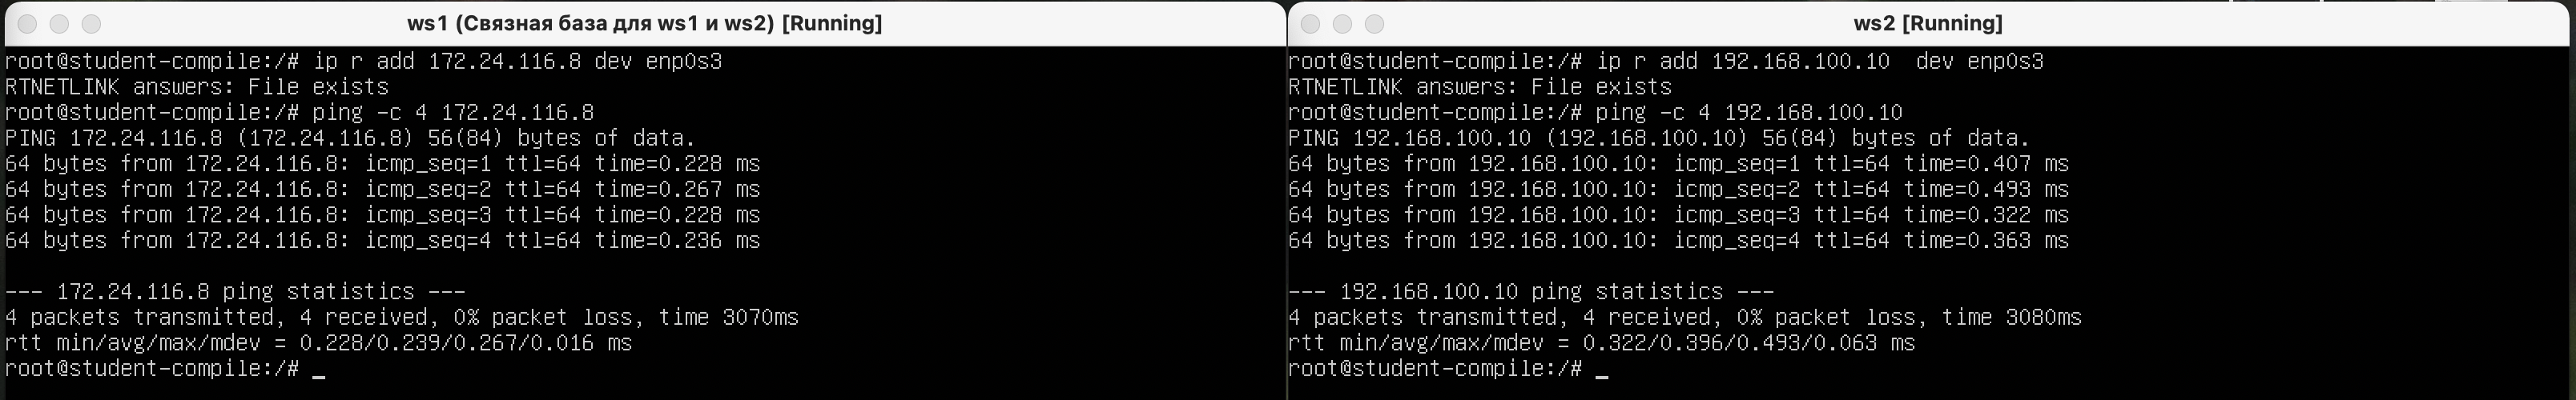 ws1 (Связная база для ws1 и ws2) [Running]
root@student-compile:/# ip r add 172.24.116.8 dev enp0s3
RTNETLINK answers: File exists
root@student-compile:/# ping -c 4 172.24.116.8
PING 172.24.116.8 (172.24.116.8) 56(84) bytes of data.
64 bytes from 172.24.116.8: icmp_seq=1 ttl=64 time=0.228 ms
64 bytes from 172.24.116.8: icmp_seq=2 ttl=64 time=0.267 ms
64 bytes from 172.24.116.8: icmp_seq=3 ttl=64 time=0.228 ms
64 bytes from 172.24.116.8: icmp_seq=4 ttl=64 time=0.236 ms
--- 172.24.116.8 ping statistics ---
4 packets transmitted, 4 received, 0% packet loss, time 3070ms
rtt min/avg/max/mdev = 0.228/0.239/0.267/0.016 ms
root@student-compile:/# _
ws2 [Running]
root@student-compile:/# ip r add 192.168.100.10  dev enp0s3
RTNETLINK answers: File exists
root@student-compile:/# ping -c 4 192.168.100.10
PING 192.168.100.10 (192.168.100.10) 56(84) bytes of data.
64 bytes from 192.168.100.10: icmp_seq=1 ttl=64 time=0.407 ms
64 bytes from 192.168.100.10: icmp_seq=2 ttl=64 time=0.493 ms
64 bytes from 192.168.100.10: icmp_seq=3 ttl=64 time=0.322 ms
64 bytes from 192.168.100.10: icmp_seq=4 ttl=64 time=0.363 ms
--- 192.168.100.10 ping statistics ---
4 packets transmitted, 4 received, 0% packet loss, time 3080ms
rtt min/avg/max/mdev = 0.322/0.396/0.493/0.063 ms
root@student-compile:/# _